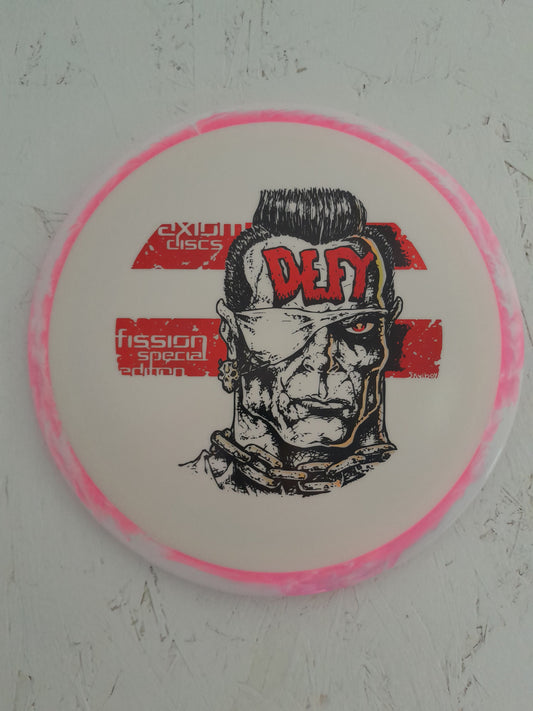 axiom
discs
DEFY
fission
special
edition